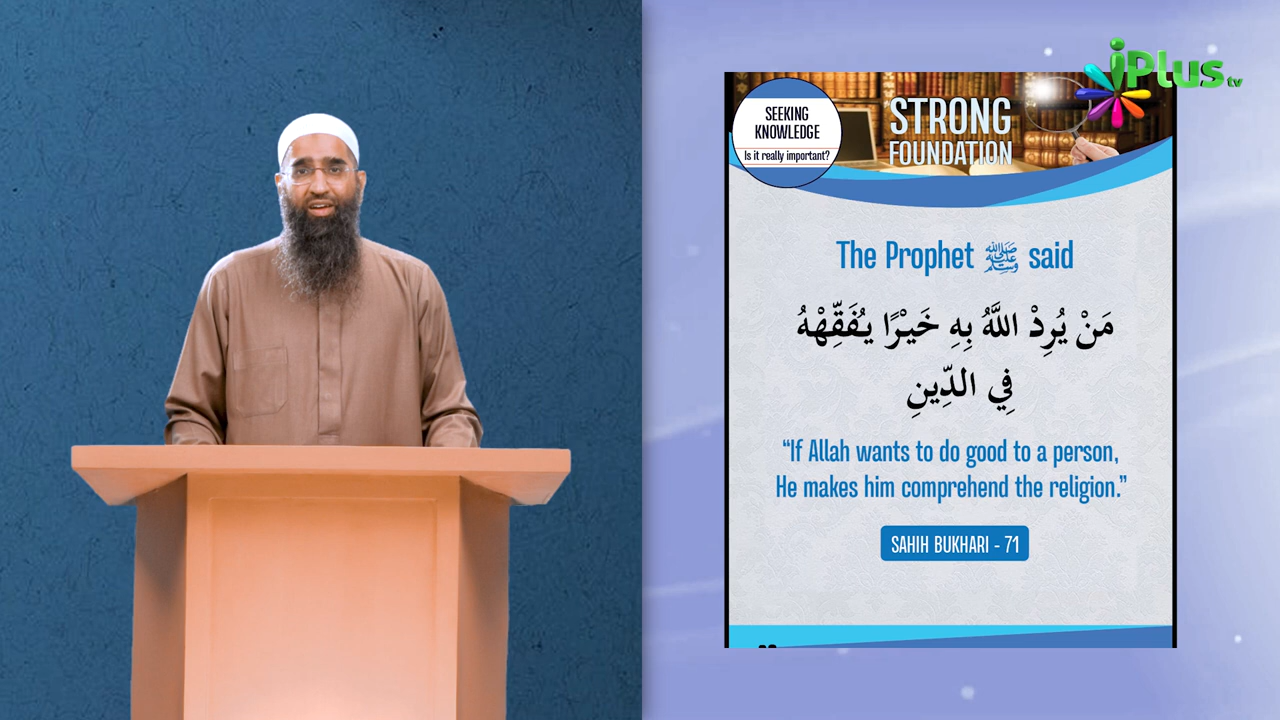 iPlus tv
SEEKING
KNOWLEDGE
Is it really important?
STRONG
FOUNDATION
The Prophet ﷺ said
مَنْ يُرِدْ اللَّهُ بِهِ خَيْرًا يُفَقِّهْهُ
فِي الدِّينِ
“If Allah wants to do good to a person,
He makes him comprehend the religion.”
SAHIH BUKHARI - 71